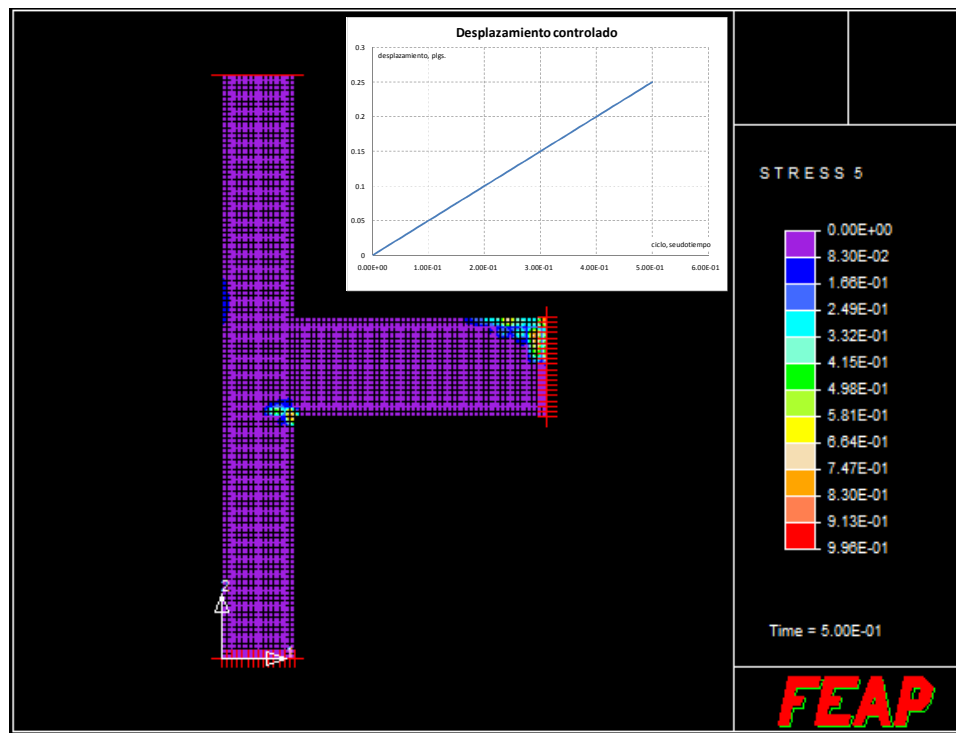 Desplazamiento controlado
0.3
desplazamiento, plgs.
0.25
0.2
0.15
0.1
0.05
0
ciclo, seudotiempo
0.00E+00 1.00E-01 2.00E-01 3.00E-01 4.00E-01 5.00E-01 6.00E-01
STRESS 5
0.00E+00
8.30E-02
1.66E-01
2.49E-01
3.32E-01
4.15E-01
4.98E-01
5.81E-01
6.64E-01
7.47E-01
8.30E-01
9.13E-01
9.96E-01
2
1
Time = 5.00E-01
FEAP